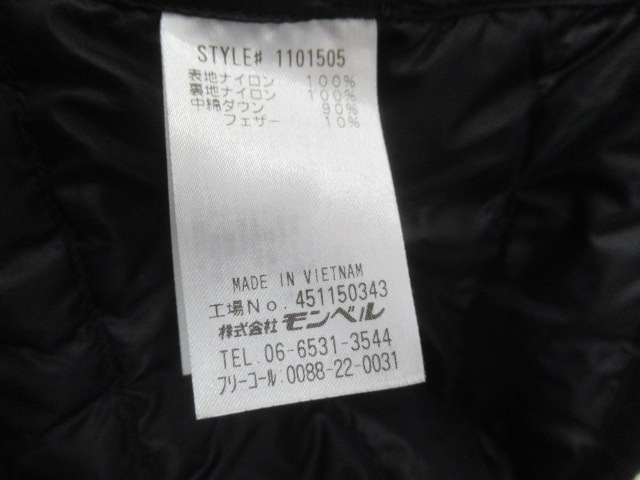 STYLE# 1101505
表地ナイロン 100%
裏地ナイロン 100%
中綿ダウン 90%
フェザー 10%
MADE IN VIETNAM
工場No. 451150343
株式会社モンベル
TEL.06-6531-3544
フリーコール:0088-22-0031